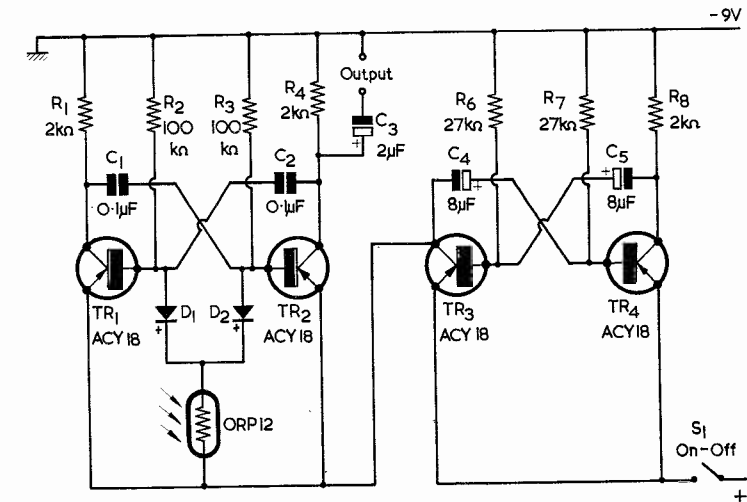 -9V
R1
2kΩ
R2
100
kΩ
R3
100
kΩ
R4
2kΩ
Output
C3
+
2µF
R6
27kΩ
R7
27kΩ
R8
2kΩ
C1
0·1µF
C2
0·1µF
C4
+
8µF
C5
+
8µF
TR1
ACY 18
D1
+
D2
+
TR2
ACY 18
TR3
ACY 18
TR4
ACY 18
ORP12
S1
On-Off
+